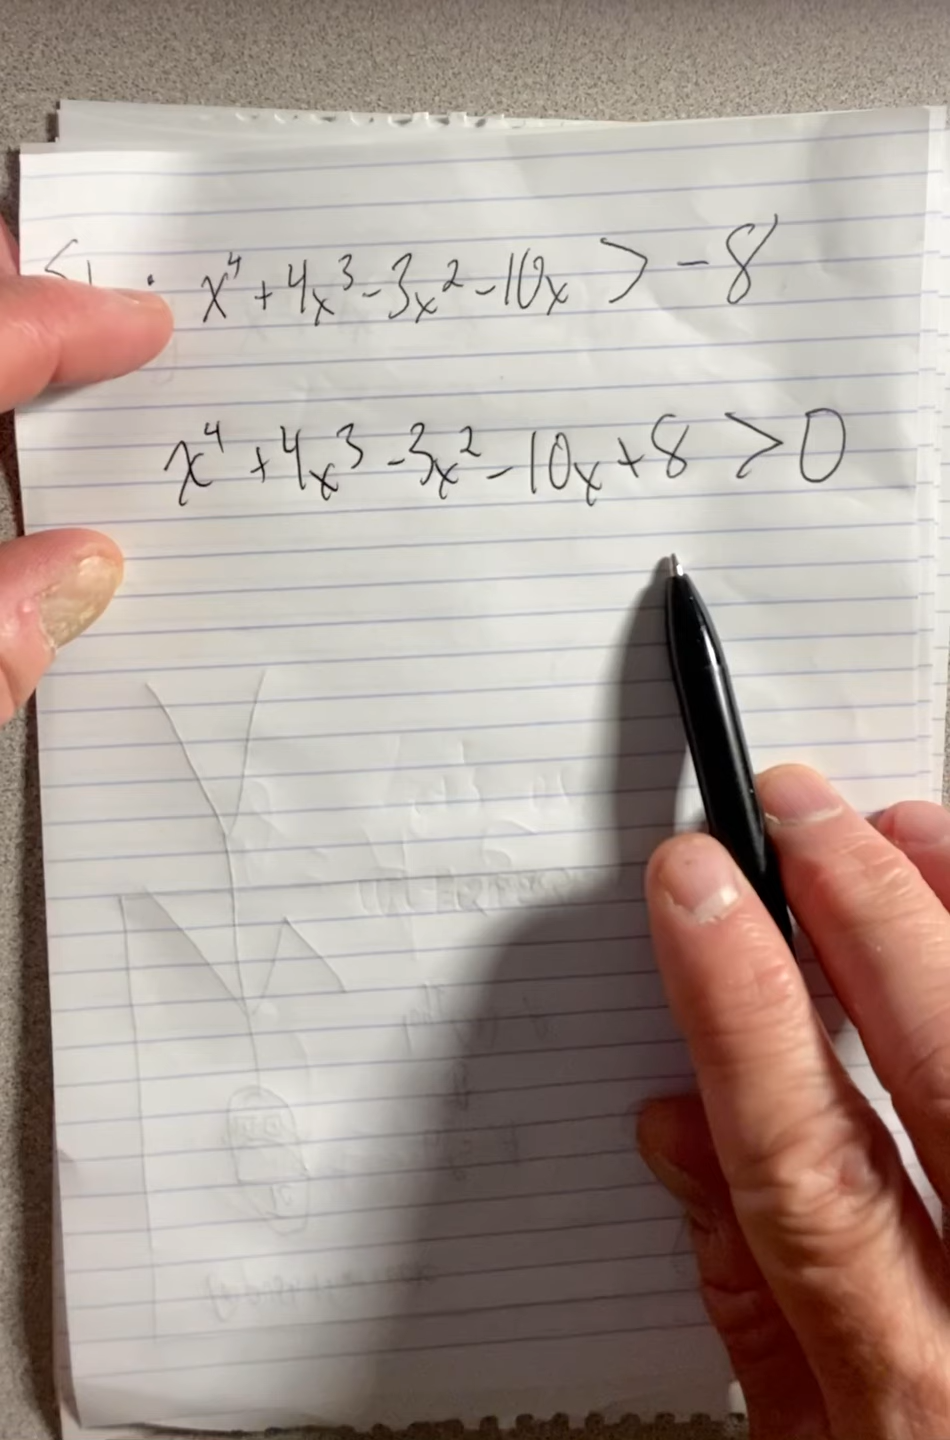 x⁴ + 4x³ - 3x² - 10x > -8
x⁴ + 4x³ - 3x² - 10x + 8 > 0